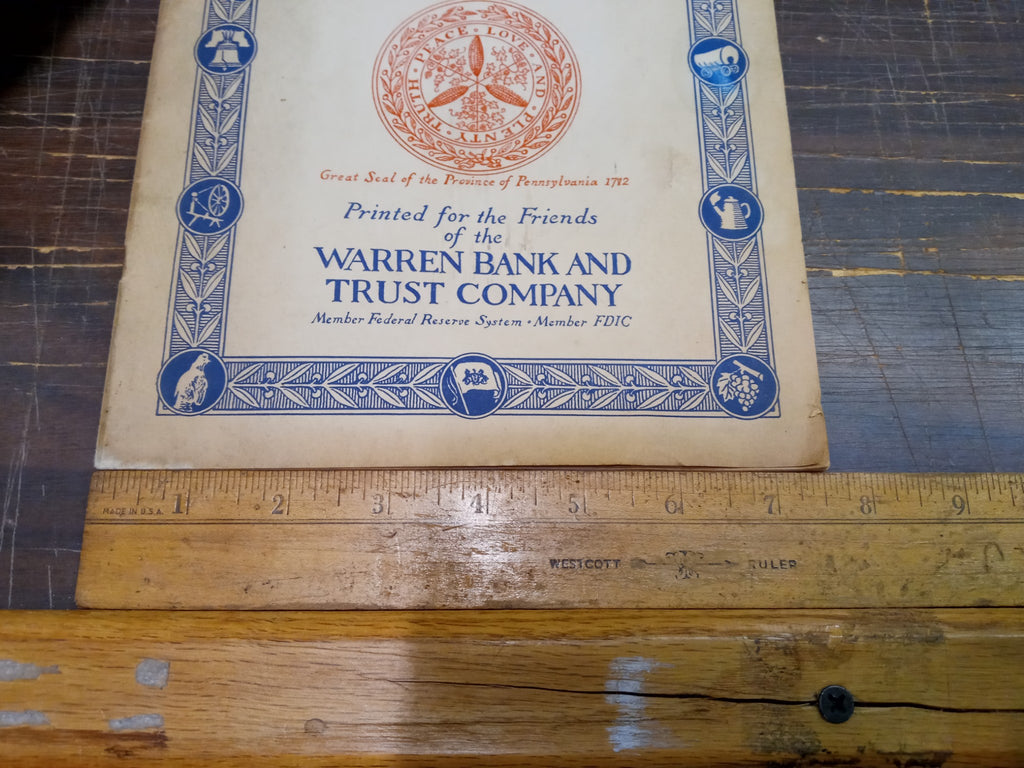 TRUTH · PEACE · LOVE · AND · PLENTY
Great Seal of the Province of Pennsylvania 1712
Printed for the Friends
of the
WARREN BANK AND
TRUST COMPANY
Member Federal Reserve System • Member FDIC
1 2 3 4 5 6 7 8 9
MADE IN U.S.A.
WESTCOTT RULER